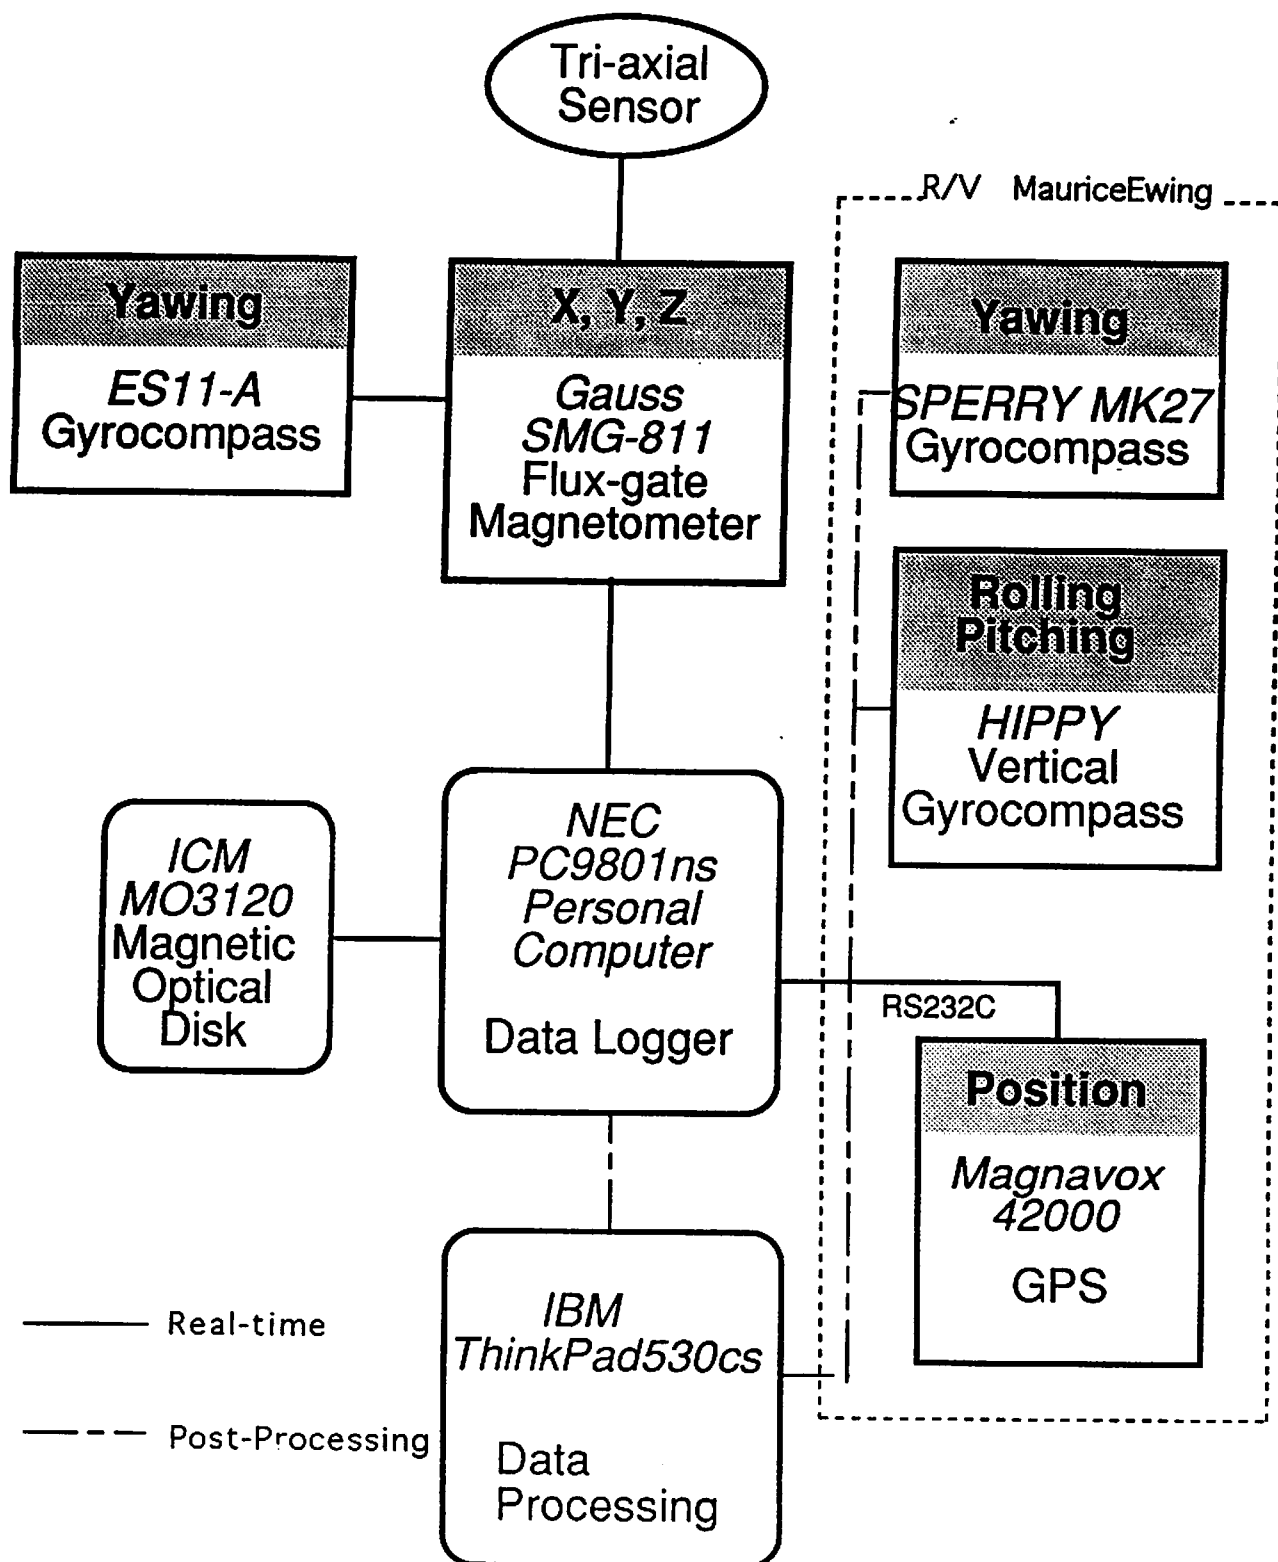 Tri-axial
Sensor
R/V MauriceEwing
Yawing
ES11-A
Gyrocompass
X, Y, Z
Gauss
SMG-811
Flux-gate
Magnetometer
Yawing
SPERRY MK27
Gyrocompass
Rolling
Pitching
HIPPY
Vertical
Gyrocompass
ICM
MO3120
Magnetic
Optical
Disk
NEC
PC9801ns
Personal
Computer
Data Logger
RS232C
Position
Magnavox
42000
GPS
IBM
ThinkPad530cs
Data
Processing
Real-time
Post-Processing